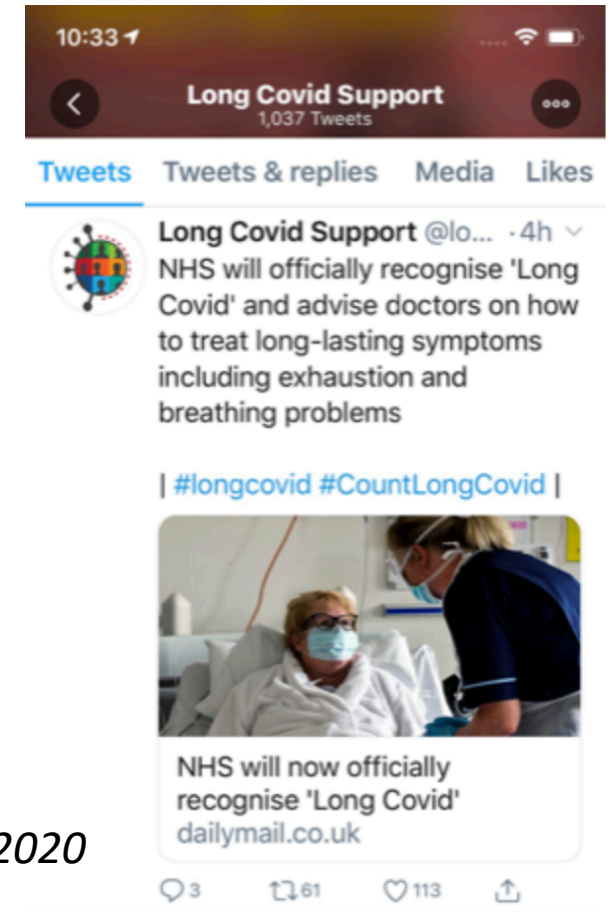 10:33
Long Covid Support
1,037 Tweets
Tweets Tweets & replies Media Likes
Long Covid Support @lo... · 4h
NHS will officially recognise 'Long
Covid' and advise doctors on how
to treat long-lasting symptoms
including exhaustion and
breathing problems
| #longcovid #CountLongCovid |
NHS will now officially
recognise 'Long Covid'
dailymail.co.uk
2020
3 61 113